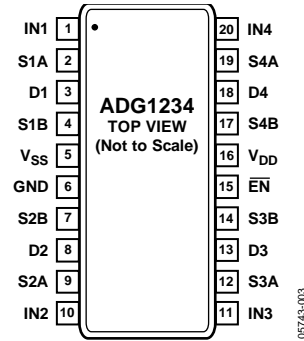 IN1 1 20 IN4
S1A 2 19 S4A
D1 3 18 D4
S1B 4 17 S4B
VSS 5 16 VDD
GND 6 15 EN
S2B 7 14 S3B
D2 8 13 D3
S2A 9 12 S3A
IN2 10 11 IN3
ADG1234
TOP VIEW
(Not to Scale)
05743-003